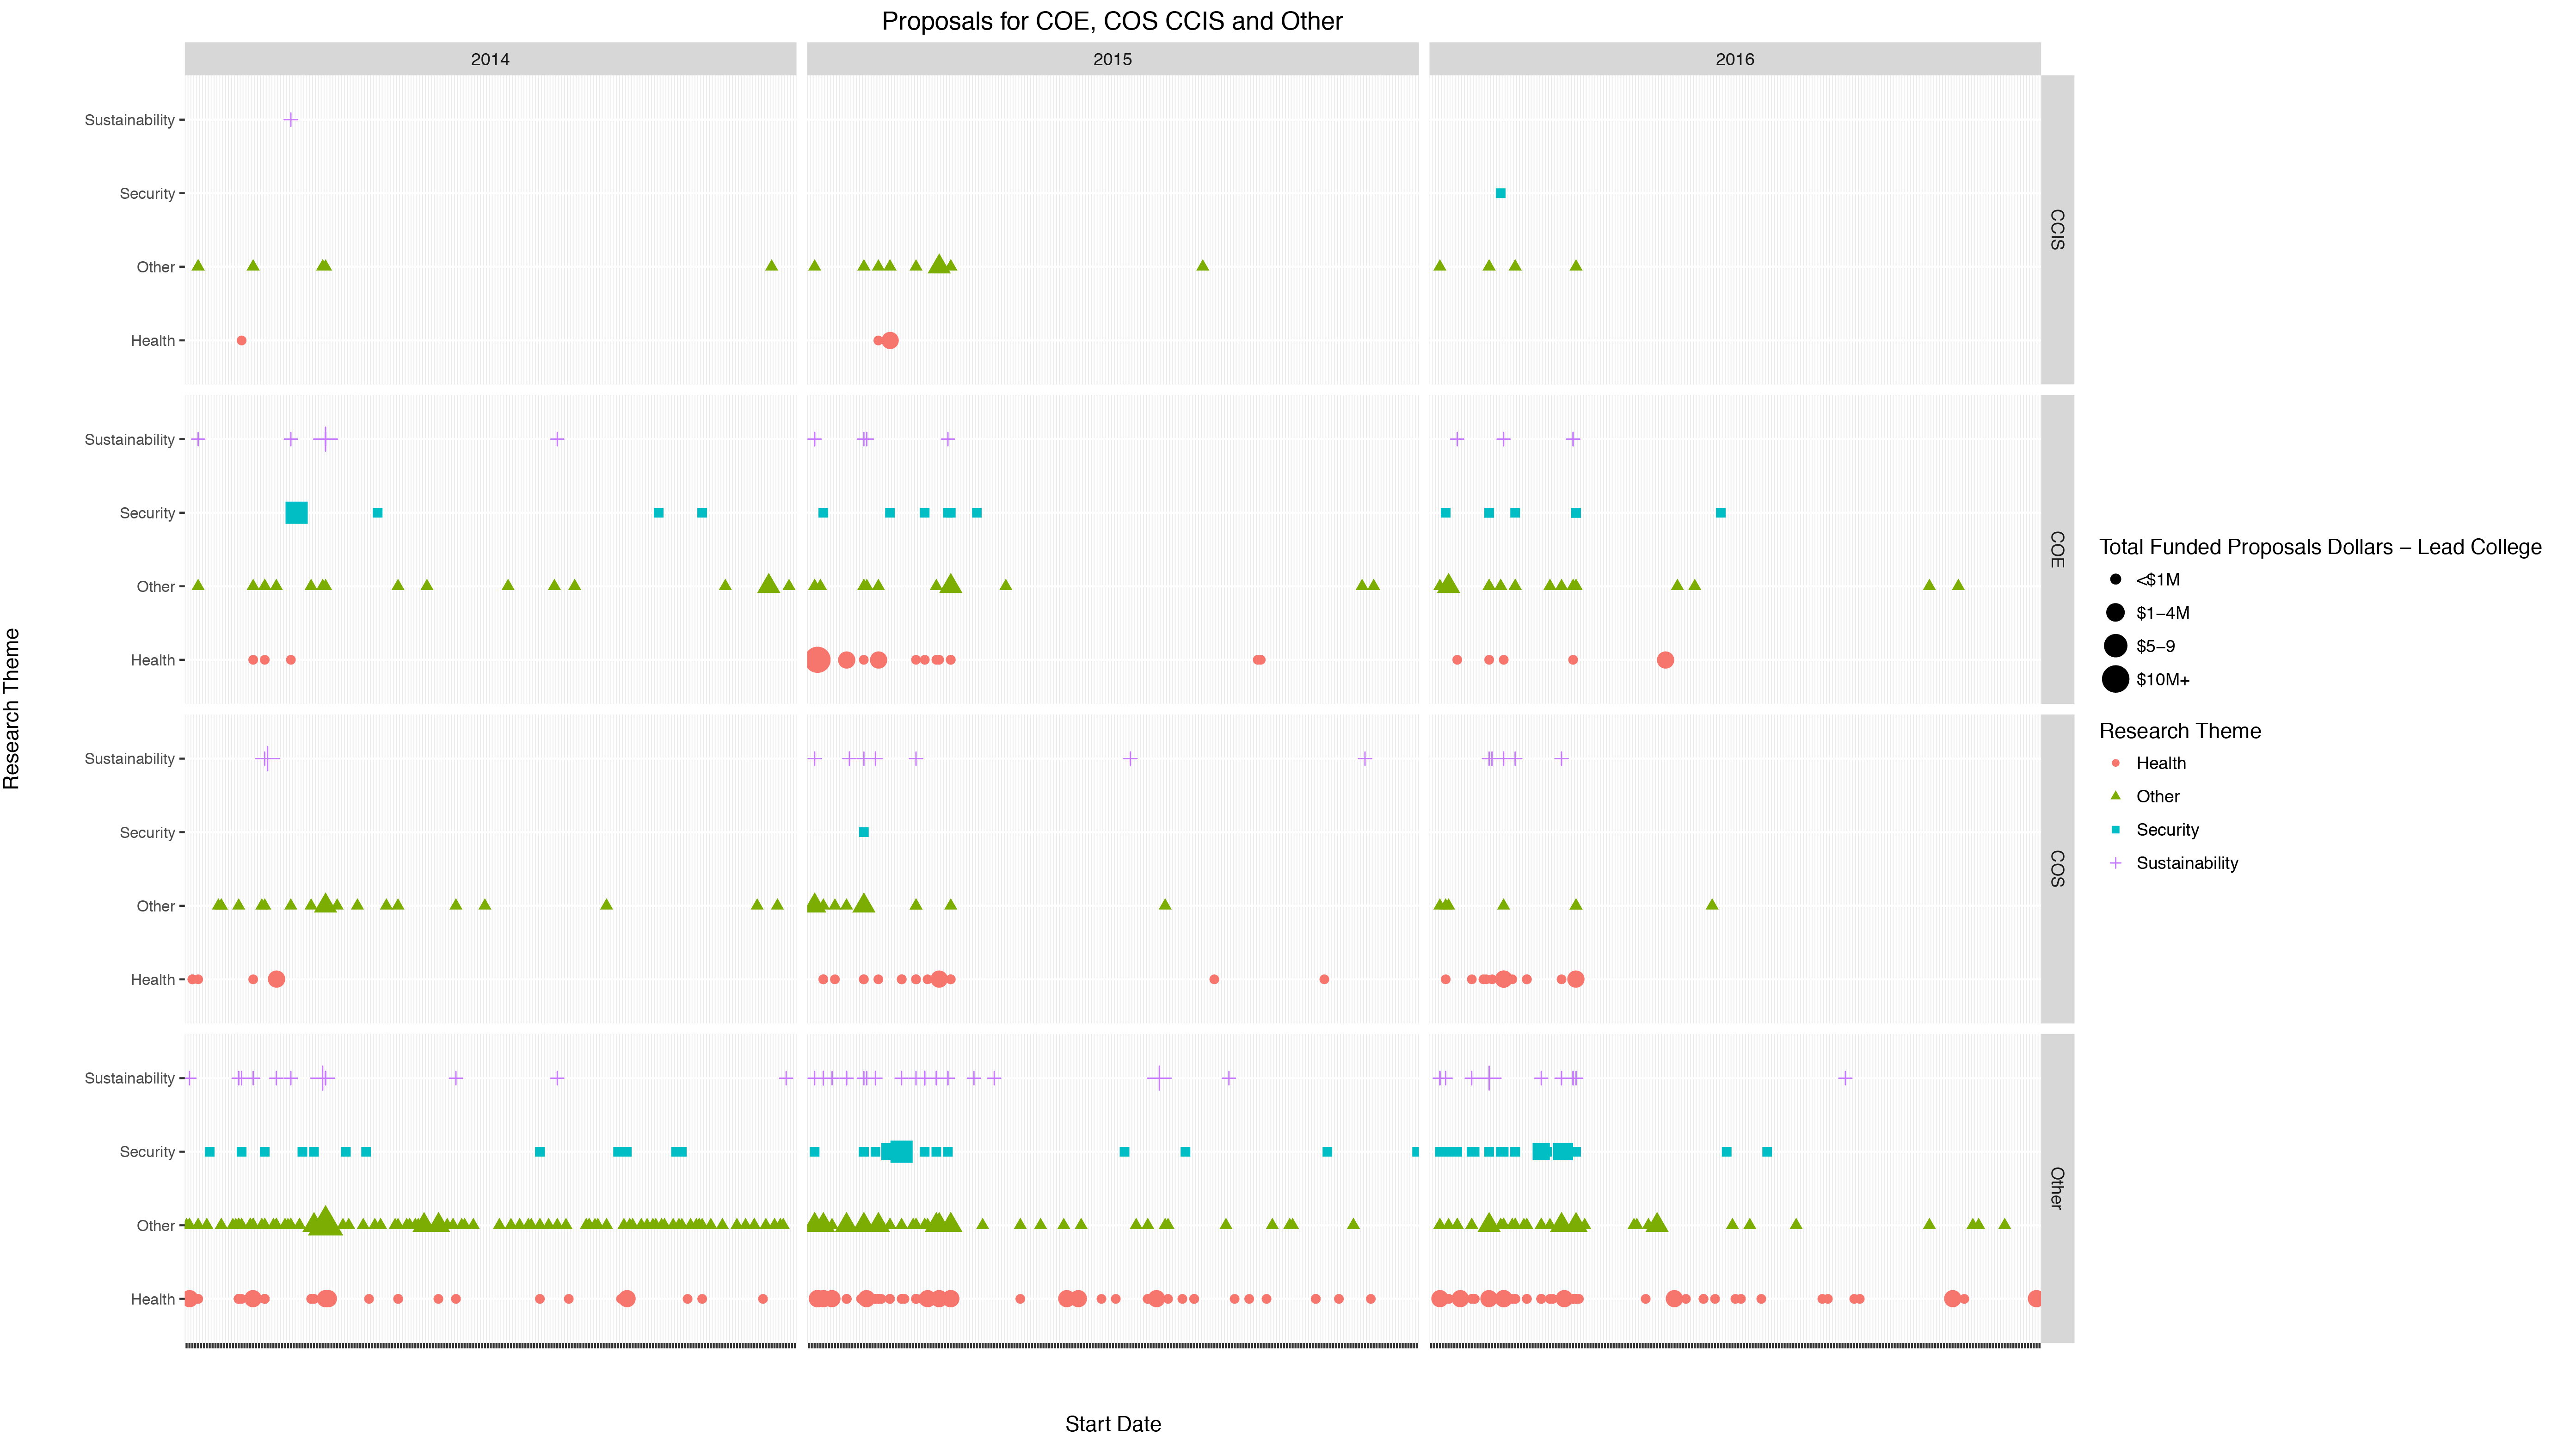 Proposals for COE, COS CCIS and Other
2014
2015
2016
Sustainability
Security
Other
Health
CCIS
Sustainability
Security
Other
Health
COE
Sustainability
Security
Other
Health
COS
Sustainability
Security
Other
Health
Other
Research Theme
Start Date
Total Funded Proposals Dollars – Lead College
<$1M
$1–4M
$5–9
$10M+
Research Theme
Health
Other
Security
Sustainability